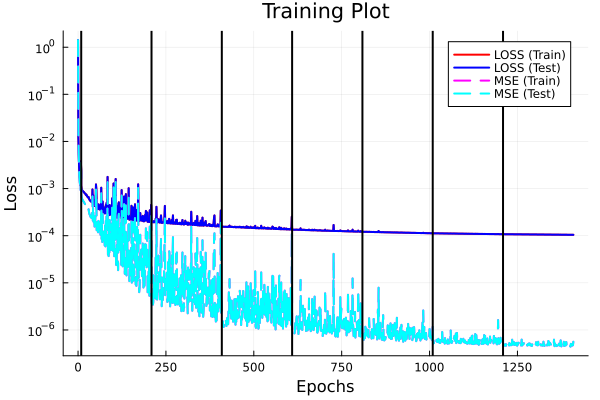 Training Plot
LOSS (Train)
LOSS (Test)
MSE (Train)
MSE (Test)
Loss
10⁰
10⁻¹
10⁻²
10⁻³
10⁻⁴
10⁻⁵
10⁻⁶
0 250 500 750 1000 1250
Epochs